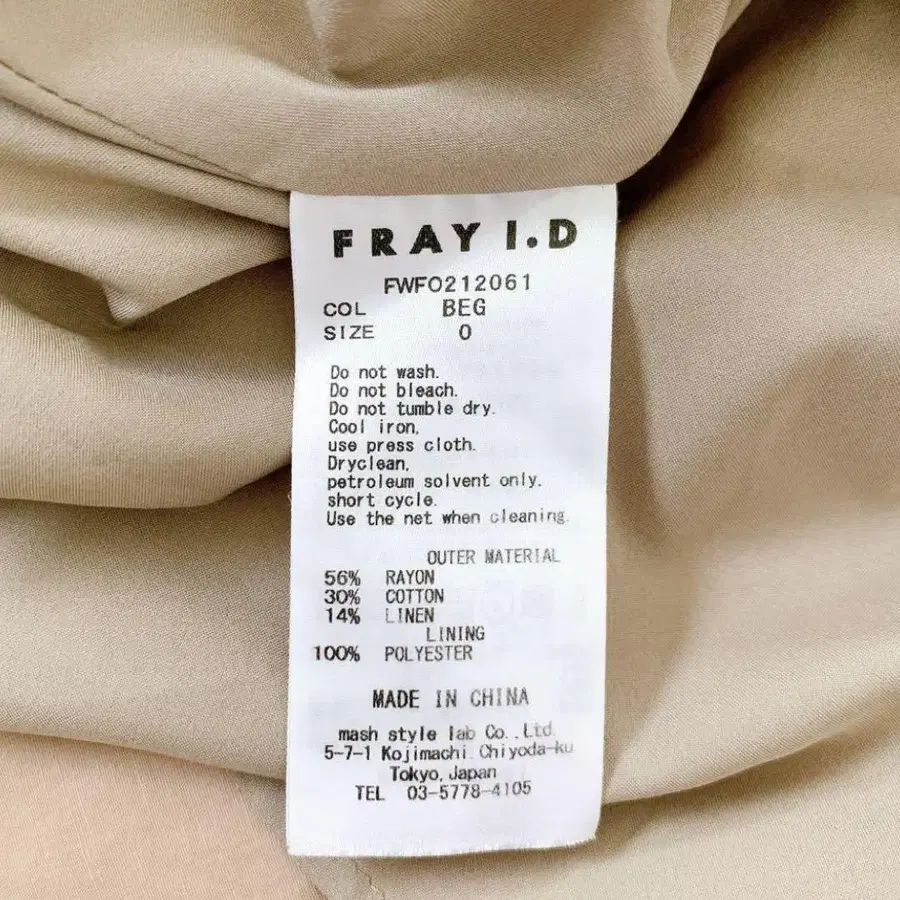 FRAY I.D
FWFO212061
COL BEG
SIZE 0
Do not wash.
Do not bleach.
Do not tumble dry.
Cool iron,
use press cloth.
Dryclean,
petroleum solvent only.
short cycle.
Use the net when cleaning.
OUTER MATERIAL
56% RAYON
30% COTTON
14% LINEN
LINING
100% POLYESTER
MADE IN CHINA
mash style lab Co.,Ltd.
5-7-1 Kojimachi Chiyoda-ku
Tokyo, Japan
TEL 03-5778-4105